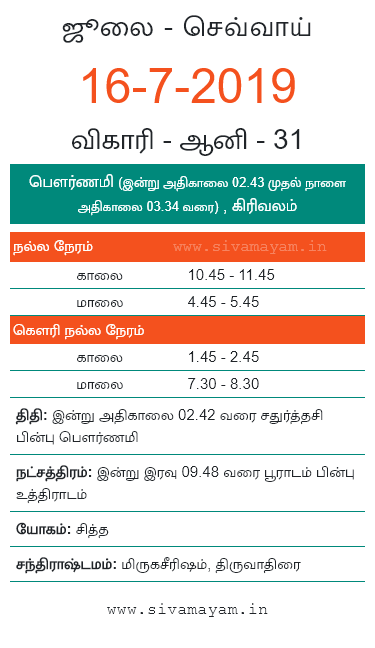 ஜூலை - செவ்வாய்
16-7-2019
விகாரி - ஆனி - 31
பௌர்ணமி (இன்று அதிகாலை 02.43 முதல் நாளை
அதிகாலை 03.34 வரை) , கிரிவலம்
நல்ல நேரம் www.sivamayam.in
காலை 10.45 - 11.45
மாலை 4.45 - 5.45
கௌரி நல்ல நேரம்
காலை 1.45 - 2.45
மாலை 7.30 - 8.30
திதி: இன்று அதிகாலை 02.42 வரை சதுர்த்தசி
பின்பு பௌர்ணமி
நட்சத்திரம்: இன்று இரவு 09.48 வரை பூராடம் பின்பு
உத்திராடம்
யோகம்: சித்த
சந்திராஷ்டமம்: மிருகசீரிஷம், திருவாதிரை
www.sivamayam.in